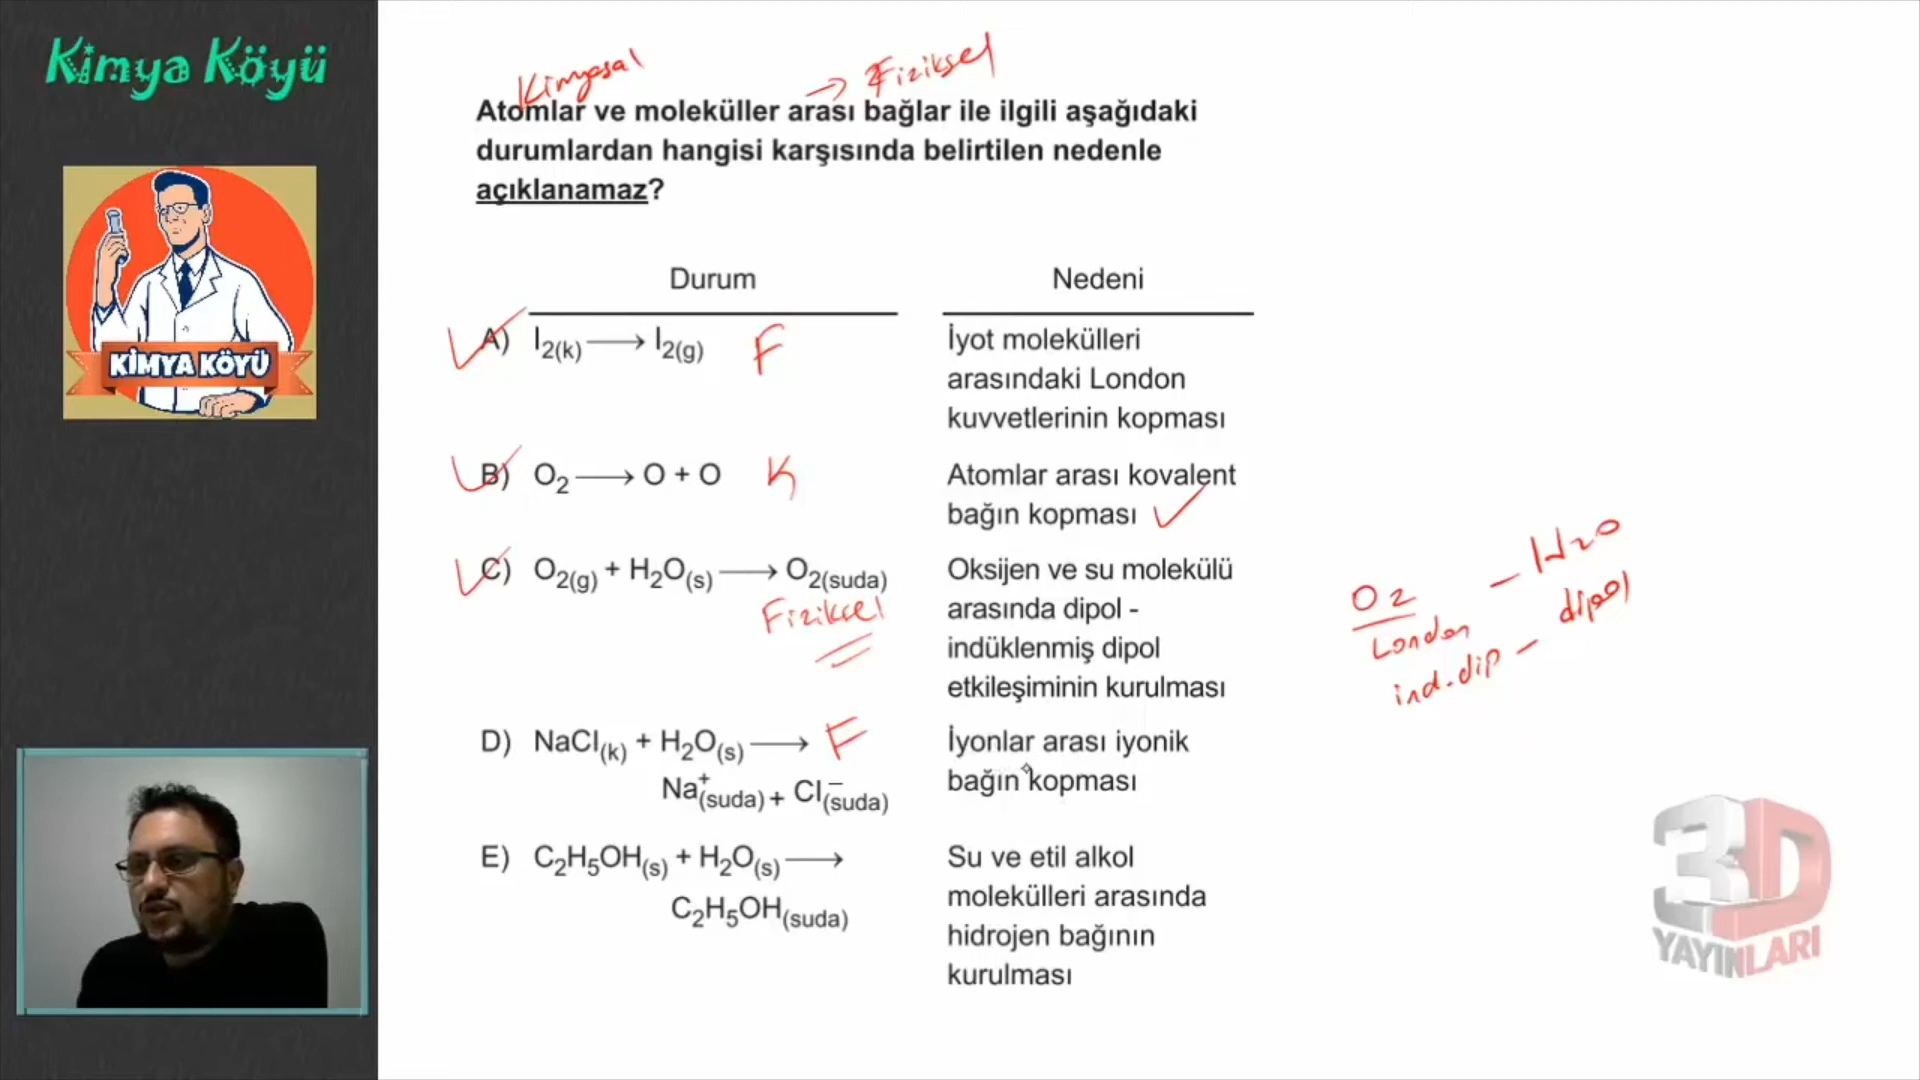 Kimya Köyü
KİMYA KÖYÜ
Kimyasal → Fiziksel
Atomlar ve moleküller arası bağlar ile ilgili aşağıdaki
durumlardan hangisi karşısında belirtilen nedenle
açıklanamaz?
Durum Nedeni
A) I2(k) → I2(g) F İyot molekülleri
arasındaki London
kuvvetlerinin kopması
B) O2 → O + O K Atomlar arası kovalent
bağın kopması
C) O2(g) + H2O(s) → O2(suda) Oksijen ve su molekülü
Fiziksel arasında dipol -
indüklenmiş dipol
etkileşiminin kurulması
O2 - H2O
London dipol
ind.dip -
D) NaCl(k) + H2O(s) → F İyonlar arası iyonik
Na+(suda) + Cl−(suda) bağın kopması
E) C2H5OH(s) + H2O(s) → Su ve etil alkol
C2H5OH(suda) molekülleri arasında
hidrojen bağının
kurulması
3D
YAYINLARI